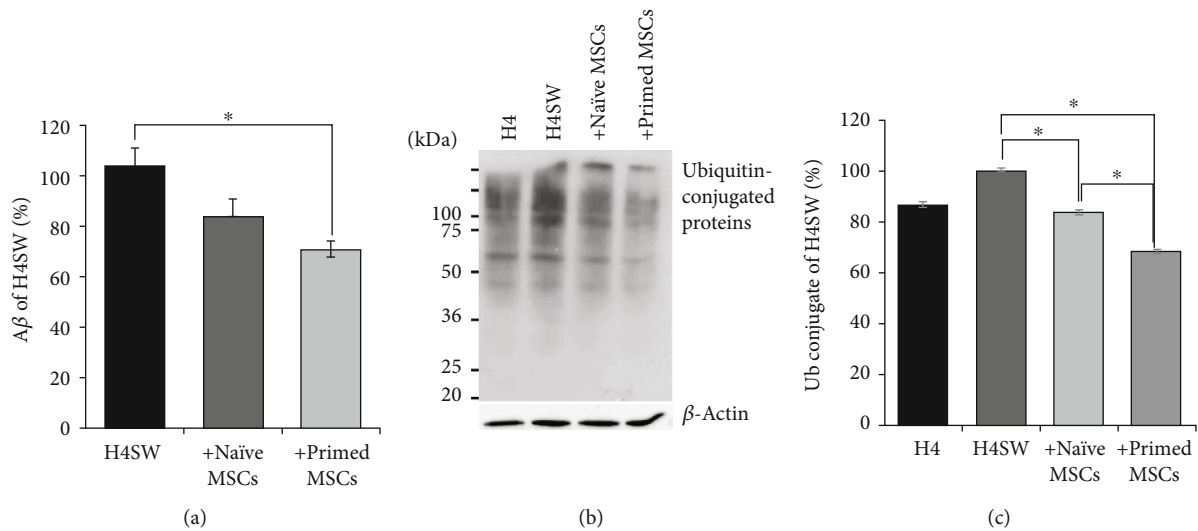 120
100
80
60
40
20
0
Aβ of H4SW (%)
*
H4SW
+Naïve
MSCs
+Primed
MSCs
(a)
(kDa)
H4
H4SW
+Naïve MSCs
+Primed MSCs
100
75
50
36
25
20
Ubiquitin-
conjugated
proteins
β-Actin
(b)
120
100
80
60
40
20
0
Ub conjugate of H4SW (%)
*
*
*
H4
H4SW
+Naïve
MSCs
+Primed
MSCs
(c)